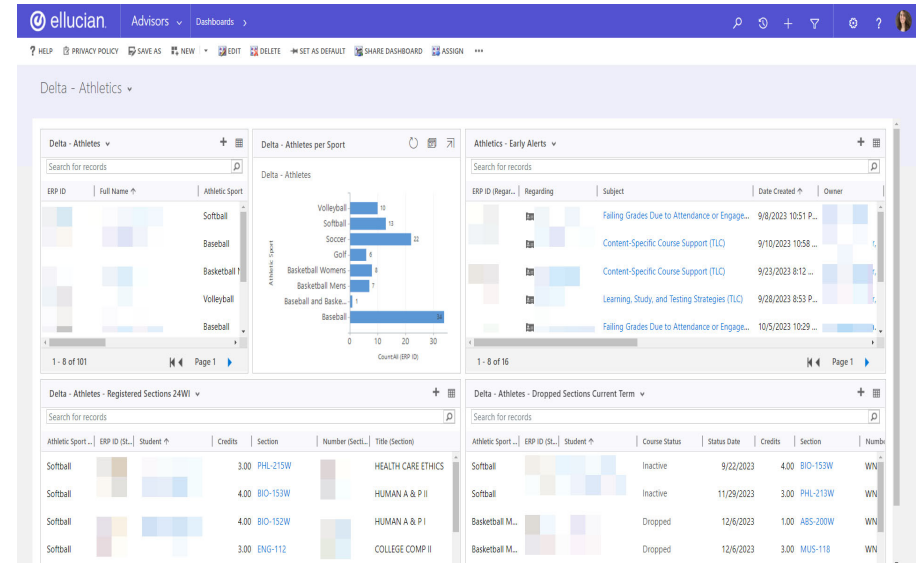 ellucian. Advisors Dashboards
? HELP PRIVACY POLICY SAVE AS NEW EDIT DELETE SET AS DEFAULT SHARE DASHBOARD ASSIGN •••
Delta - Athletics
Delta - Athletes
Search for records
ERP ID Full Name ↑ Athletic Sport
Softball
Baseball
Basketball
Volleyball
Baseball
1 - 8 of 101 Page 1
Delta - Athletes per Sport
Delta - Athletes
Athletic Sport
Volleyball 10
Softball 13
Soccer 22
Golf 6
Basketball Womens 8
Basketball Mens 7
Baseball and Baske... 1
Baseball 34
0 10 20 30
CountAll (ERP ID)
Athletics - Early Alerts
Search for records
ERP ID (Regar... Regarding Subject Date Created ↑ Owner
Failing Grades Due to Attendance or Engage... 9/8/2023 10:51 P...
Content-Specific Course Support (TLC) 9/10/2023 10:58 ...
Content-Specific Course Support (TLC) 9/23/2023 8:12 ...
Learning, Study, and Testing Strategies (TLC) 9/28/2023 8:53 P...
Failing Grades Due to Attendance or Engage... 10/5/2023 10:29 ...
1 - 8 of 16 Page 1
Delta - Athletes - Registered Sections 24WI
Search for records
Athletic Sport ... ERP ID (St... Student ↑ Credits Section Number (Secti... Title (Section)
Softball 3.00 PHL-215W HEALTH CARE ETHICS
Softball 4.00 BIO-153W HUMAN A & P II
Softball 4.00 BIO-152W HUMAN A & P I
Softball 3.00 ENG-112 COLLEGE COMP II
Delta - Athletes - Dropped Sections Current Term
Search for records
Athletic Sport ... ERP ID (St... Student ↑ Course Status Status Date Credits Section Numbe
Softball Inactive 9/22/2023 4.00 BIO-153W WN
Softball Inactive 11/29/2023 3.00 PHL-213W WN
Basketball M... Dropped 12/6/2023 1.00 ABS-200W WN
Basketball M... Dropped 12/6/2023 3.00 MUS-118 WN